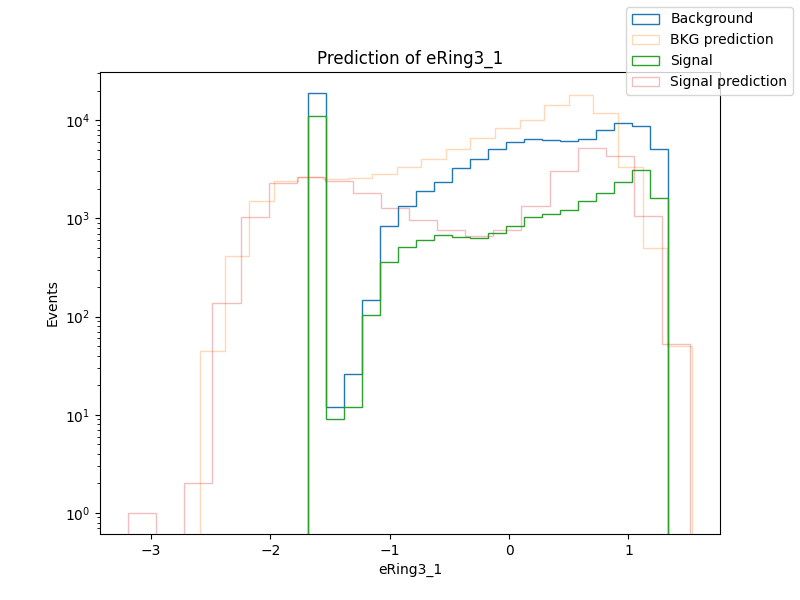 Prediction of eRing3_1
Background
BKG prediction
Signal
Signal prediction
Events
10⁴
10³
10²
10¹
10⁰
−3
−2
−1
0
1
eRing3_1